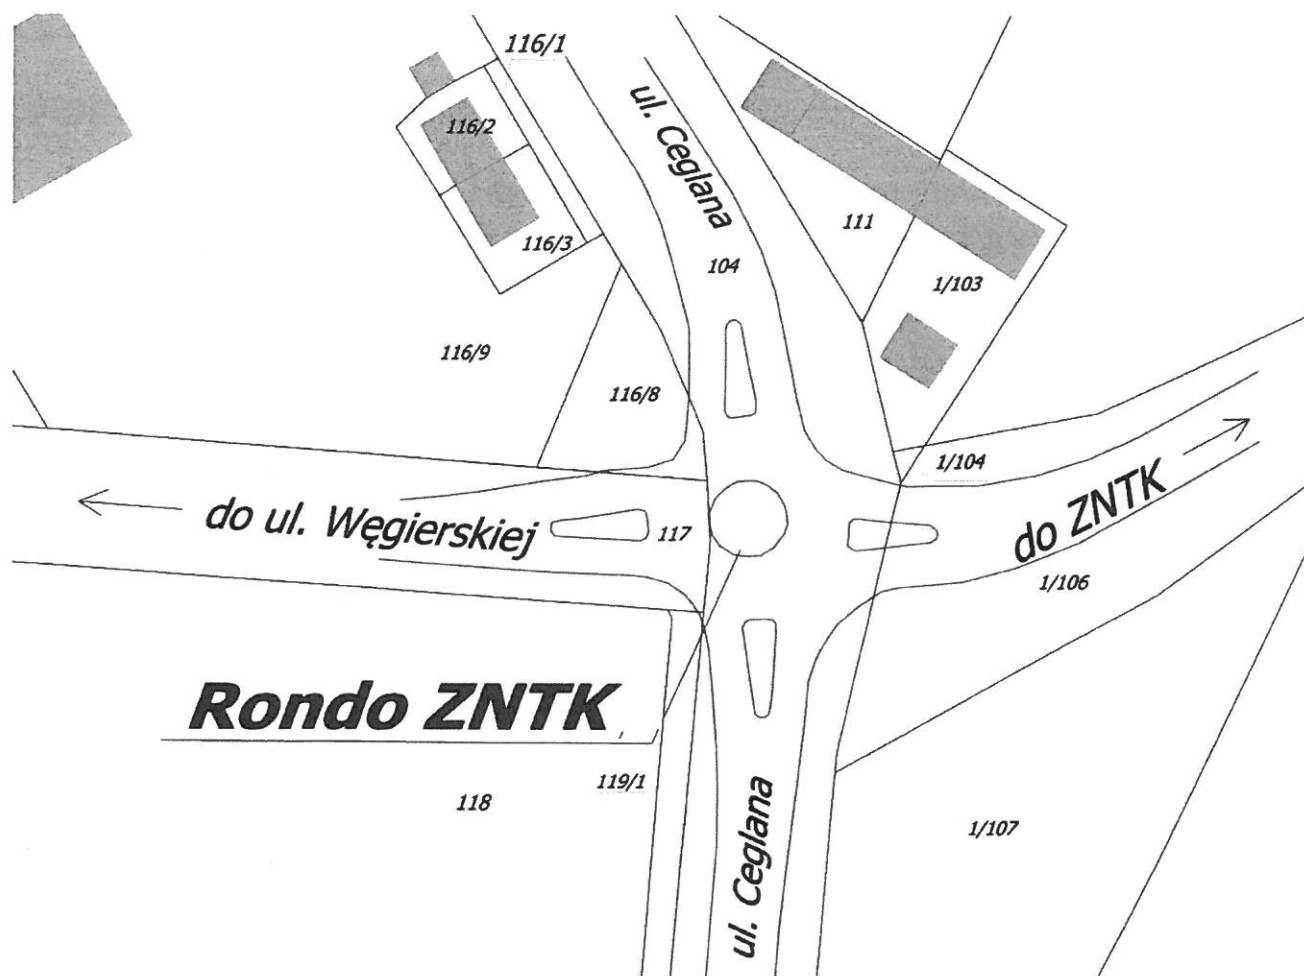 116/1
ul. Ceglana
116/2
116/3
111
104
1/103
116/9
116/8
1/104
do ZNTK
do ul. Węgierskiej
117
1/106
Rondo ZNTK
119/1
118
ul. Ceglana
1/107